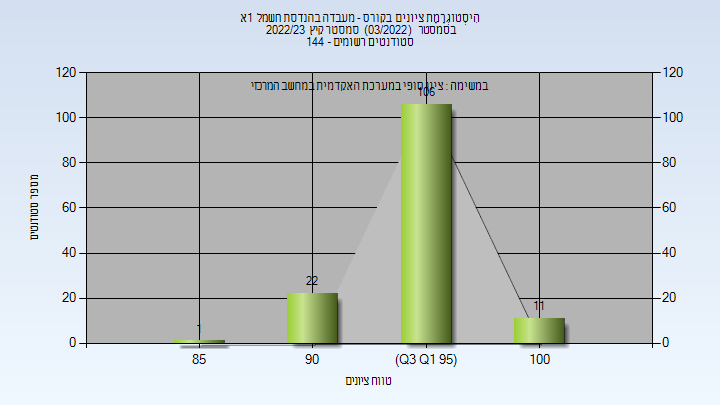 היסטוגרמת ציונים בקורס - מעבדה בהנדסת חשמל 1א
בסמסטר (03/2022) סמסטר קיץ 2022/23
סטודנטים רשומים - 144
במשימה : ציון סופי במערכת האקדמית במחשב המרכזי
120 120
100 100
80 80
60 60
40 40
20 20
0 0
1
22
106
11
מספר סטודנטים
85 90 (Q3 Q1 95) 100
טווח ציונים